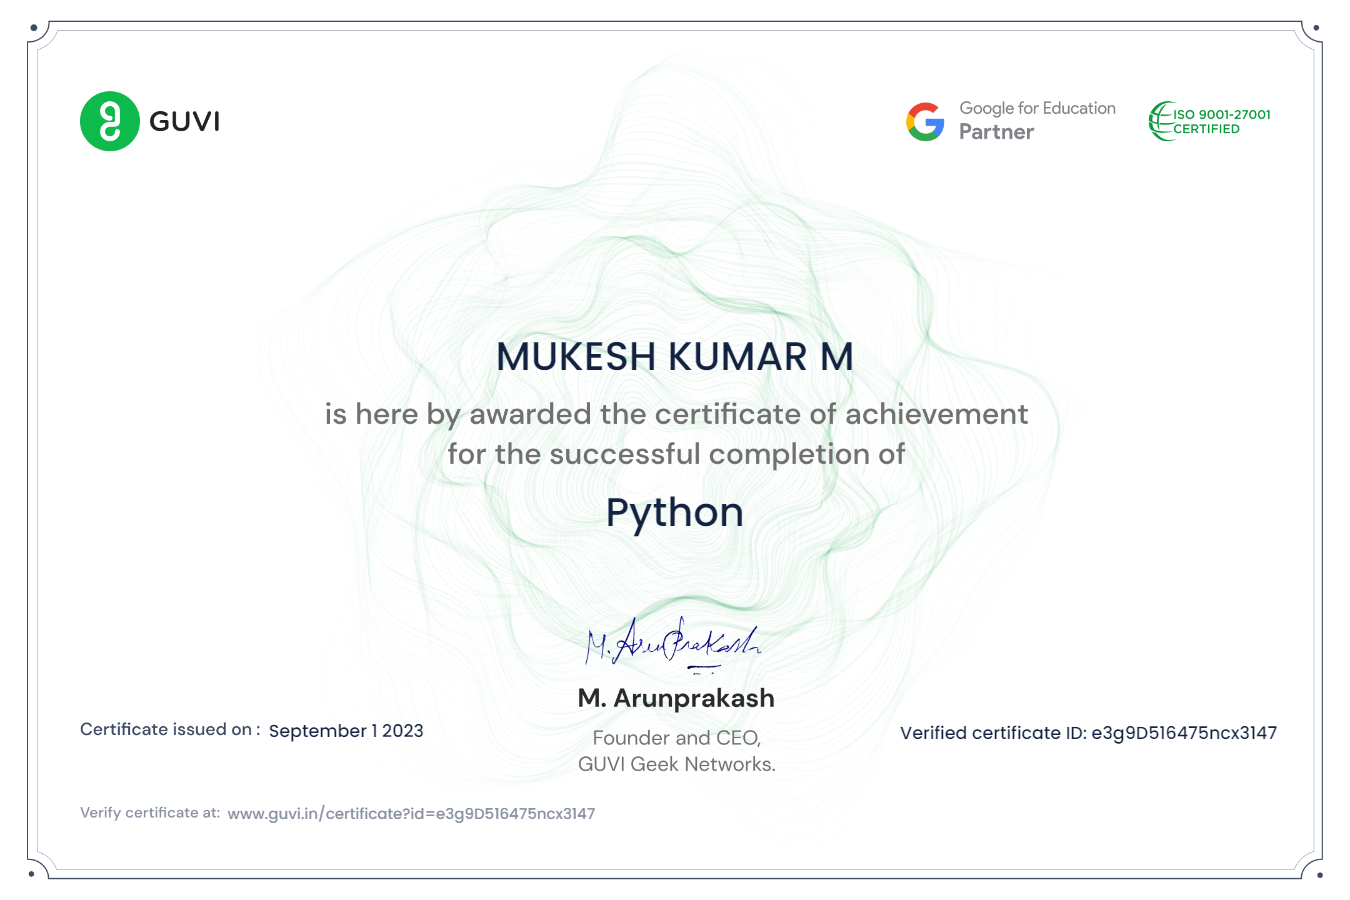 GUVI
Google for Education
Partner
ISO 9001-27001
CERTIFIED
MUKESH KUMAR M
is here by awarded the certificate of achievement
for the successful completion of
Python
M. Arunprakash
M. Arunprakash
Founder and CEO,
GUVI Geek Networks.
Certificate issued on : September 1 2023
Verified certificate ID: e3g9D516475ncx3147
Verify certificate at: www.guvi.in/certificate?id=e3g9D516475ncx3147